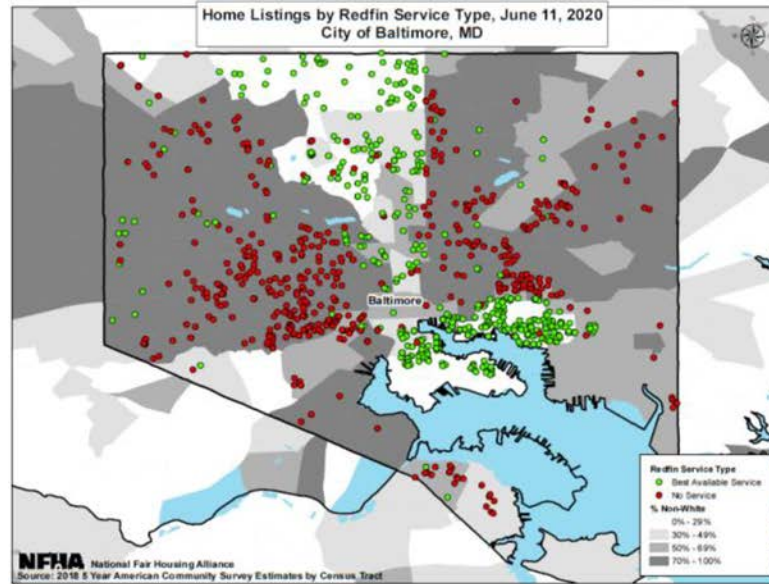 Home Listings by Redfin Service Type, June 11, 2020
City of Baltimore, MD
Baltimore
Redfin Service Type
Best Available Service
No Service
% Non-White
0% - 29%
30% - 49%
50% - 69%
70% - 100%
NFHA National Fair Housing Alliance
Source: 2018 5 Year American Community Survey Estimates by Census Tract